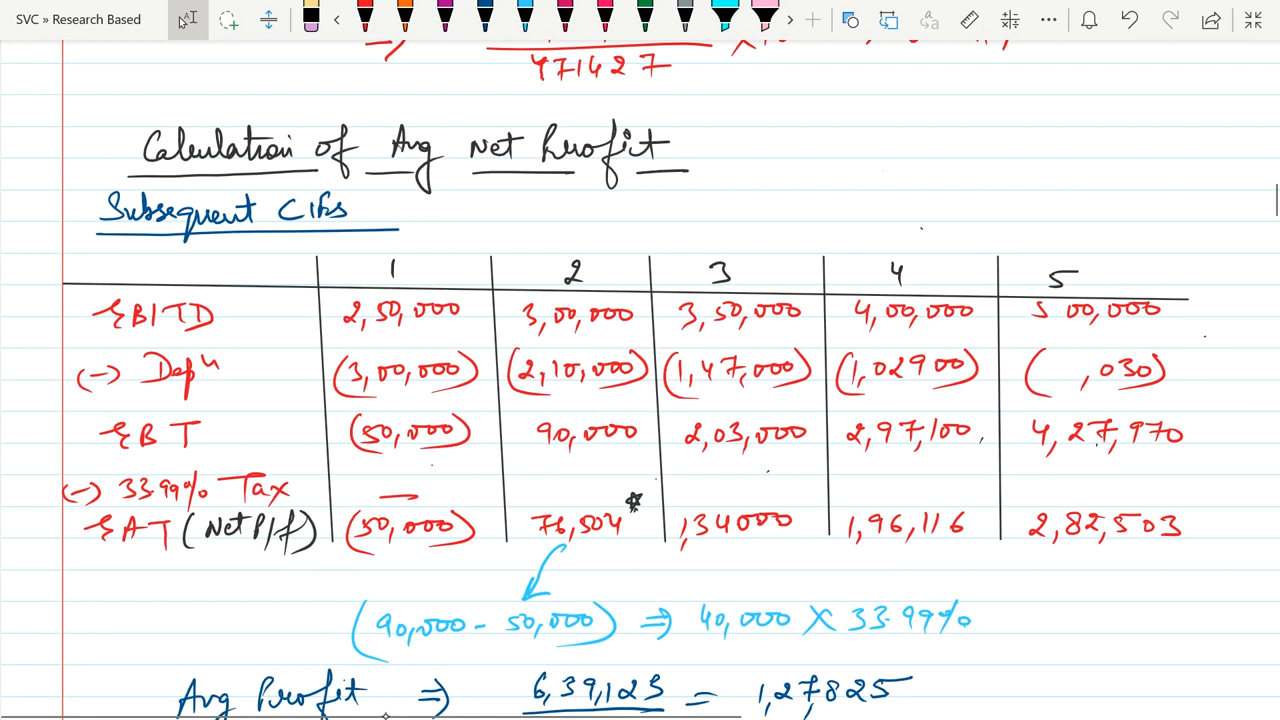 SVC » Research Based
471427
Calculation of Avg Net Profit
Subsequent CIFs
1 2 3 4 5
EBITD 2,50,000 3,00,000 3,50,000 4,00,000 5 00,000
(-) Depn (3,00,000) (2,10,000) (1,47,000) (1,02900) ( ,030)
EBT (50,000) 90,000 2,03,000 2,97,100 4,27,970
(-) 33.99% Tax —
EAT (Net P/f) (50,000) 76,504* 1,34000 1,96,116 2,82,503
(90,000 - 50,000) ⇒ 40,000 × 33.99%
Avg Profit ⇒ 6,39,123 = 1,27,825